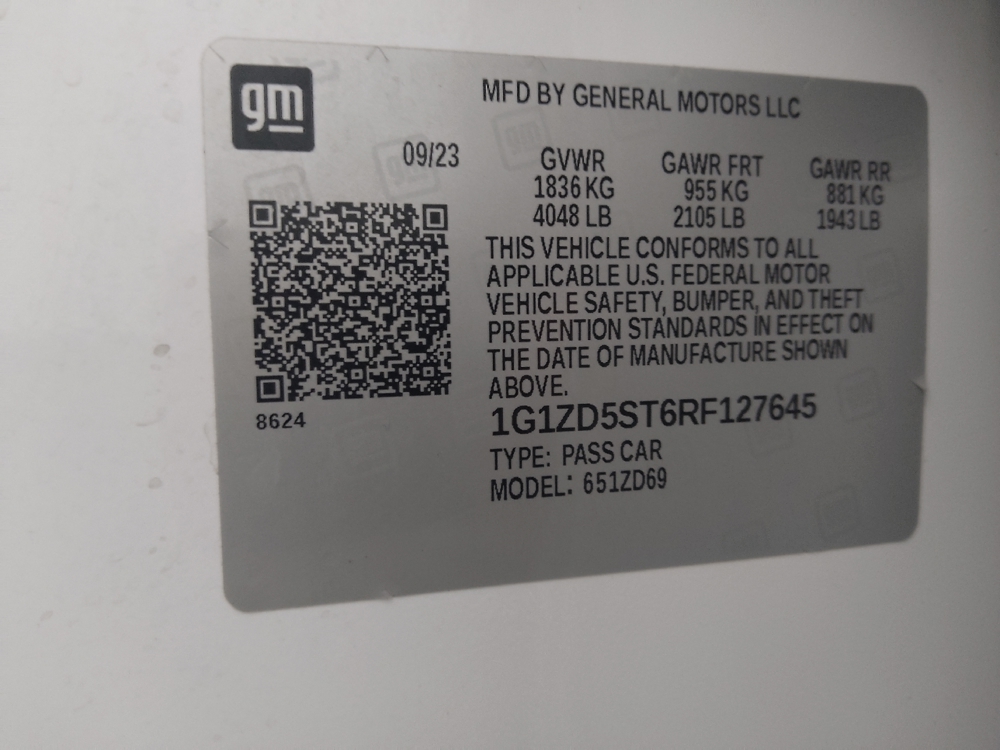 gm
MFD BY GENERAL MOTORS LLC
09/23
GVWR GAWR FRT GAWR RR
1836 KG 955 KG 881 KG
4048 LB 2105 LB 1943 LB
THIS VEHICLE CONFORMS TO ALL
APPLICABLE U.S. FEDERAL MOTOR
VEHICLE SAFETY, BUMPER, AND THEFT
PREVENTION STANDARDS IN EFFECT ON
THE DATE OF MANUFACTURE SHOWN
ABOVE.
8624
1G1ZD5ST6RF127645
TYPE: PASS CAR
MODEL: 651ZD69